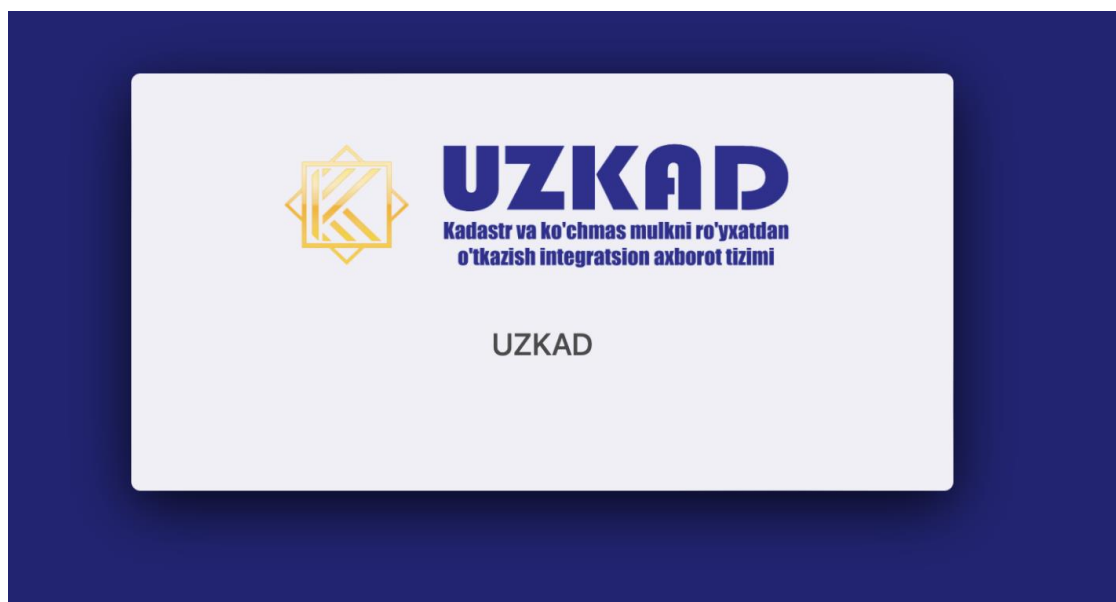 UZKAD
Kadastr va ko'chmas mulkni ro'yxatdan
o'tkazish integratsion axborot tizimi
UZKAD